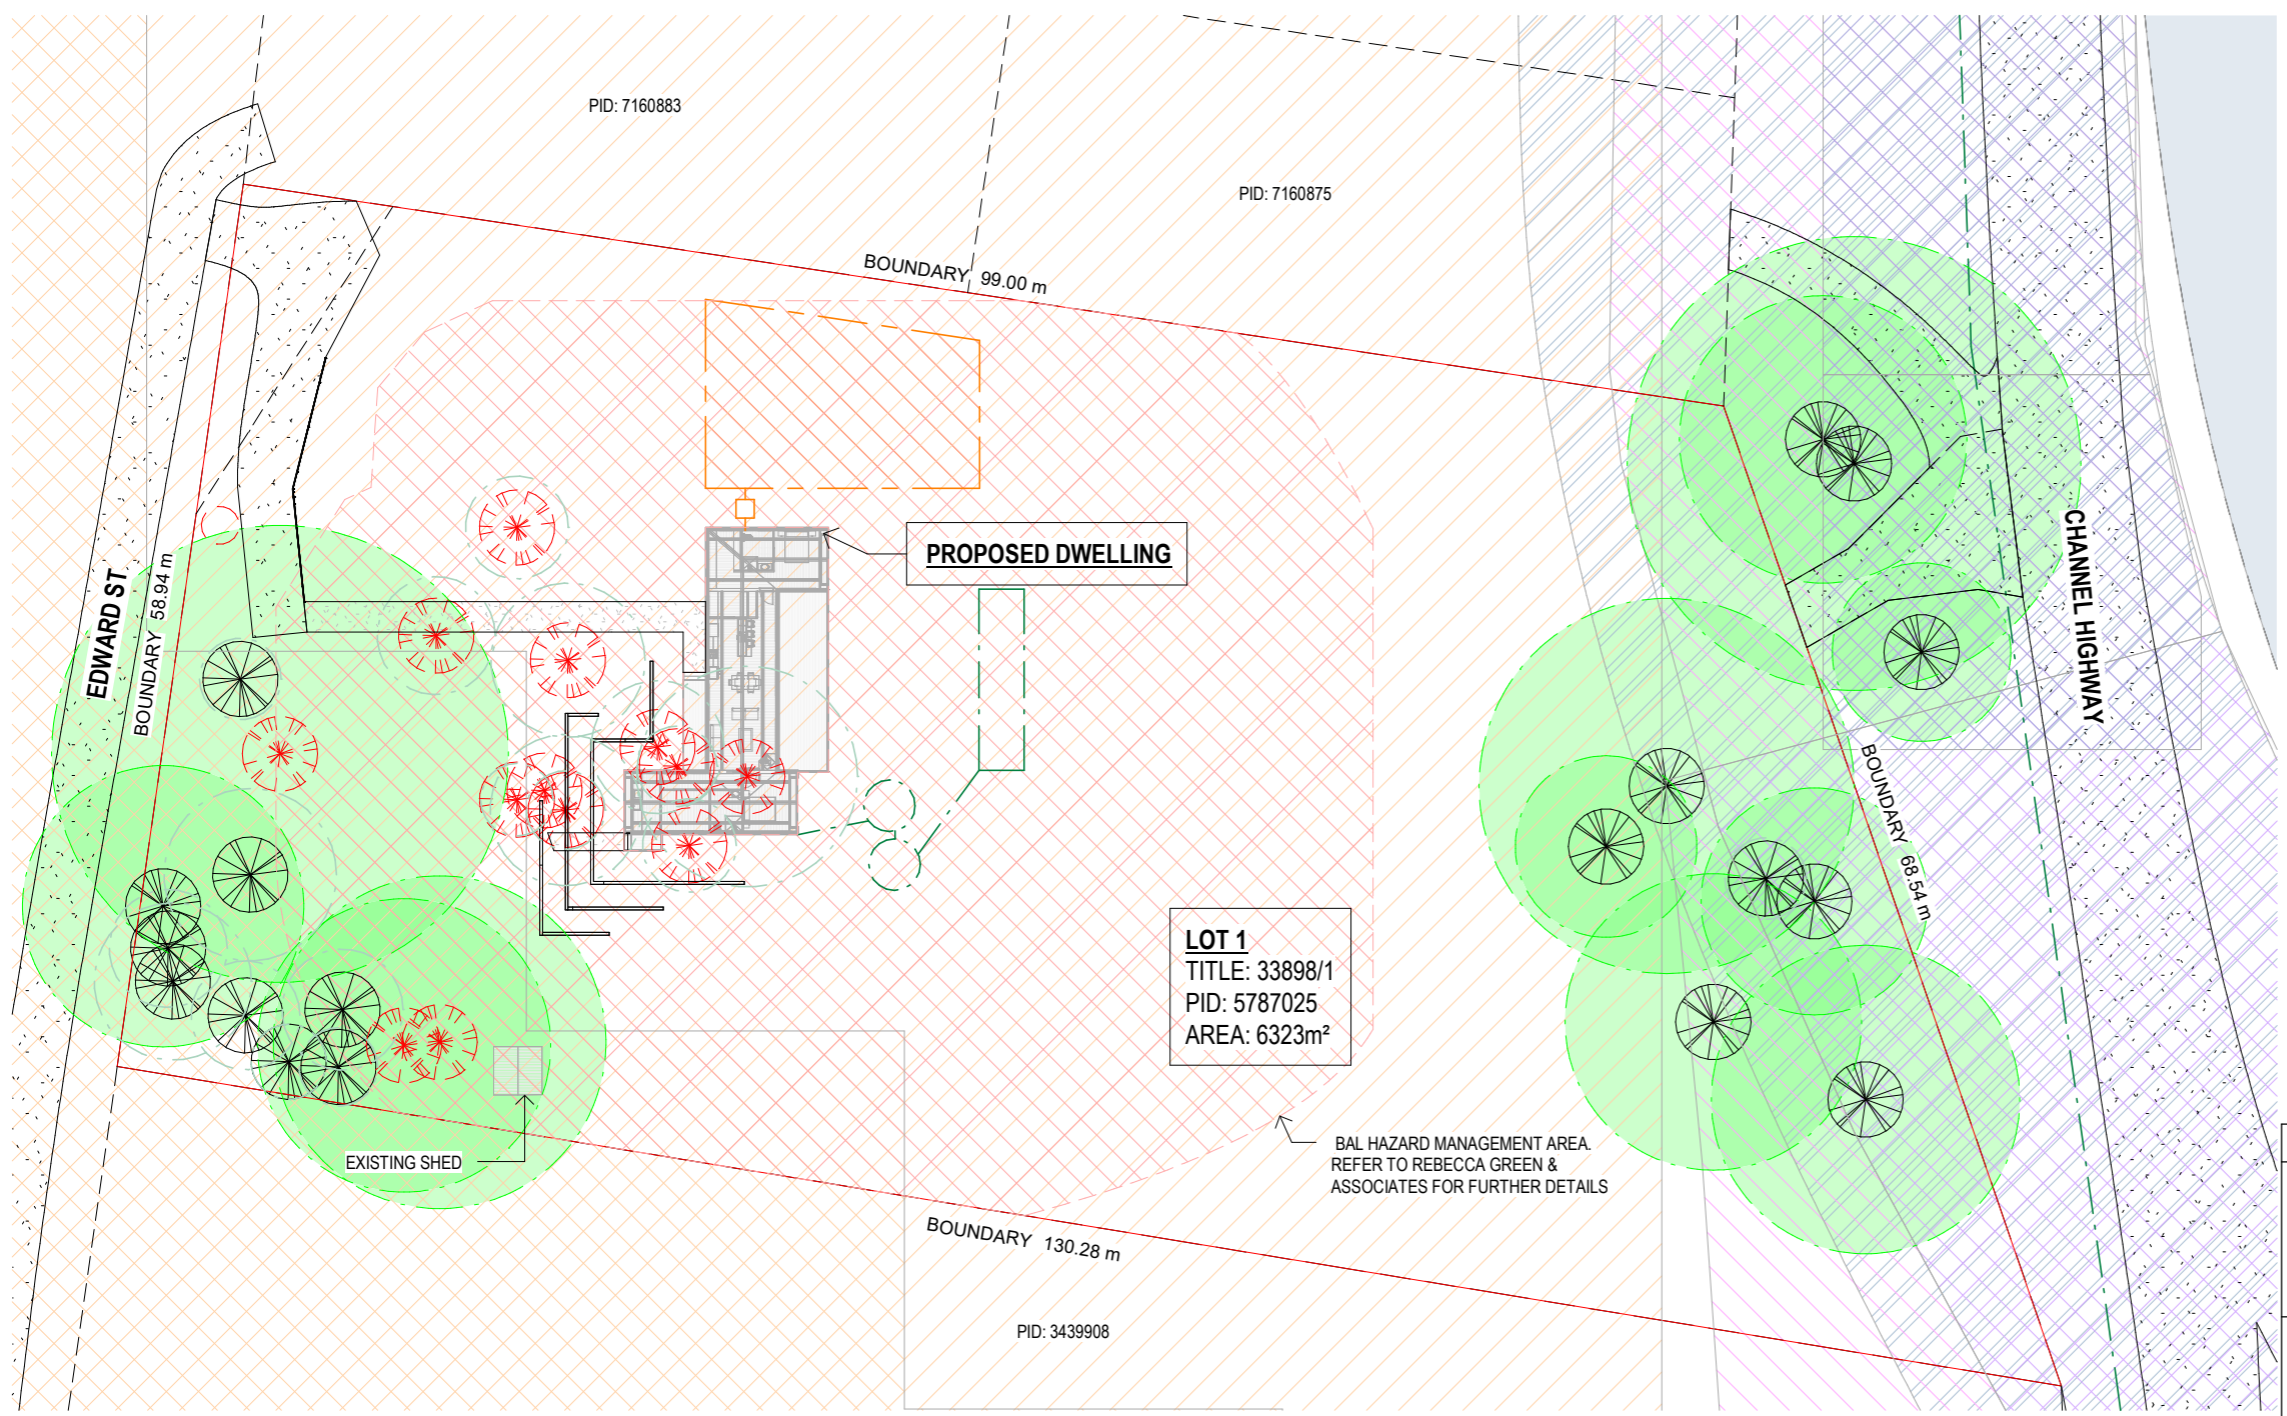 PID: 7160883
PID: 7160875
BOUNDARY 99.00 m
EDWARD ST
BOUNDARY 58.94 m
PROPOSED DWELLING
CHANNEL HIGHWAY
BOUNDARY 68.54 m
LOT 1
TITLE: 33898/1
PID: 5787025
AREA: 6323m²
EXISTING SHED
BAL HAZARD MANAGEMENT AREA.
REFER TO REBECCA GREEN &
ASSOCIATES FOR FURTHER DETAILS
BOUNDARY 130.28 m
PID: 3439908